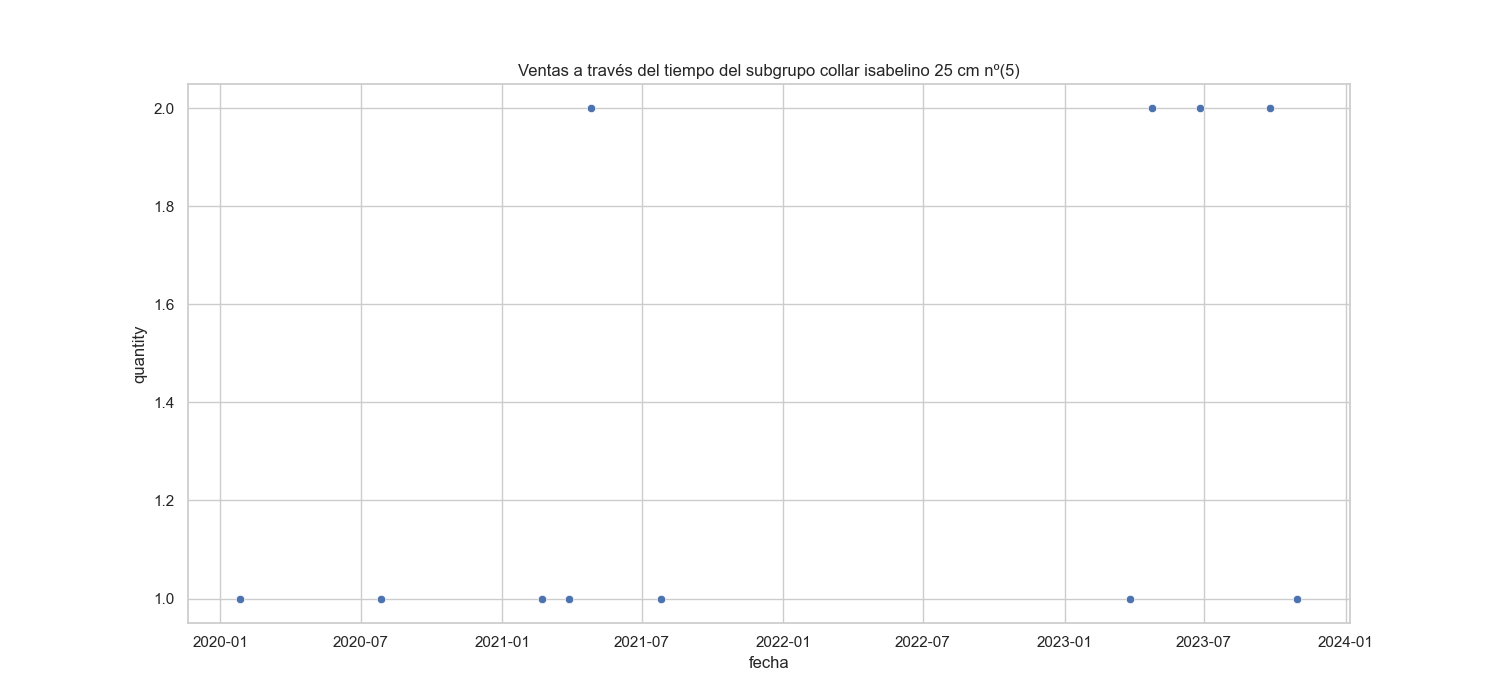 Ventas a través del tiempo del subgrupo collar isabelino 25 cm nº(5)
2.0
1.8
1.6
1.4
1.2
1.0
quantity
2020-01 2020-07 2021-01 2021-07 2022-01 2022-07 2023-01 2023-07 2024-01
fecha